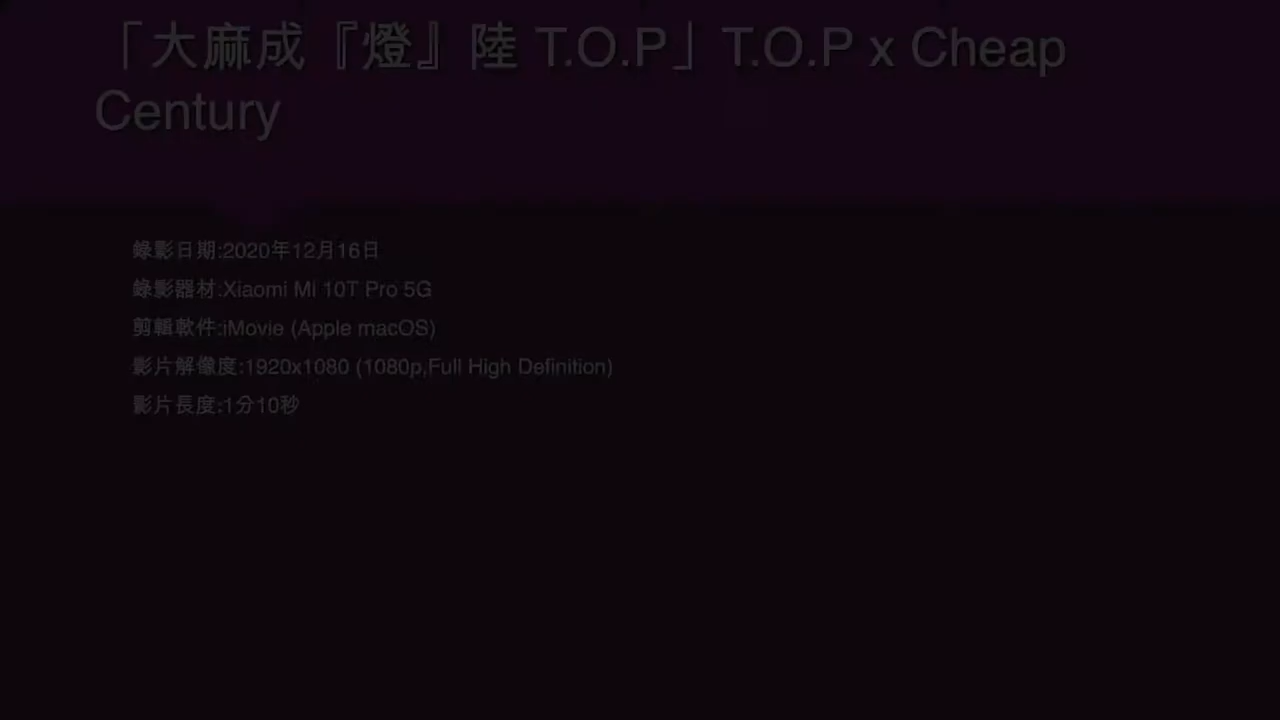 「大麻成『燈』陸 T.O.P」T.O.P x Cheap
Century
錄影日期:2020年12月16日
錄影器材:Xiaomi Mi 10T Pro 5G
剪輯軟件:iMovie (Apple macOS)
影片解像度:1920x1080 (1080p,Full High Definition)
影片長度:1分10秒